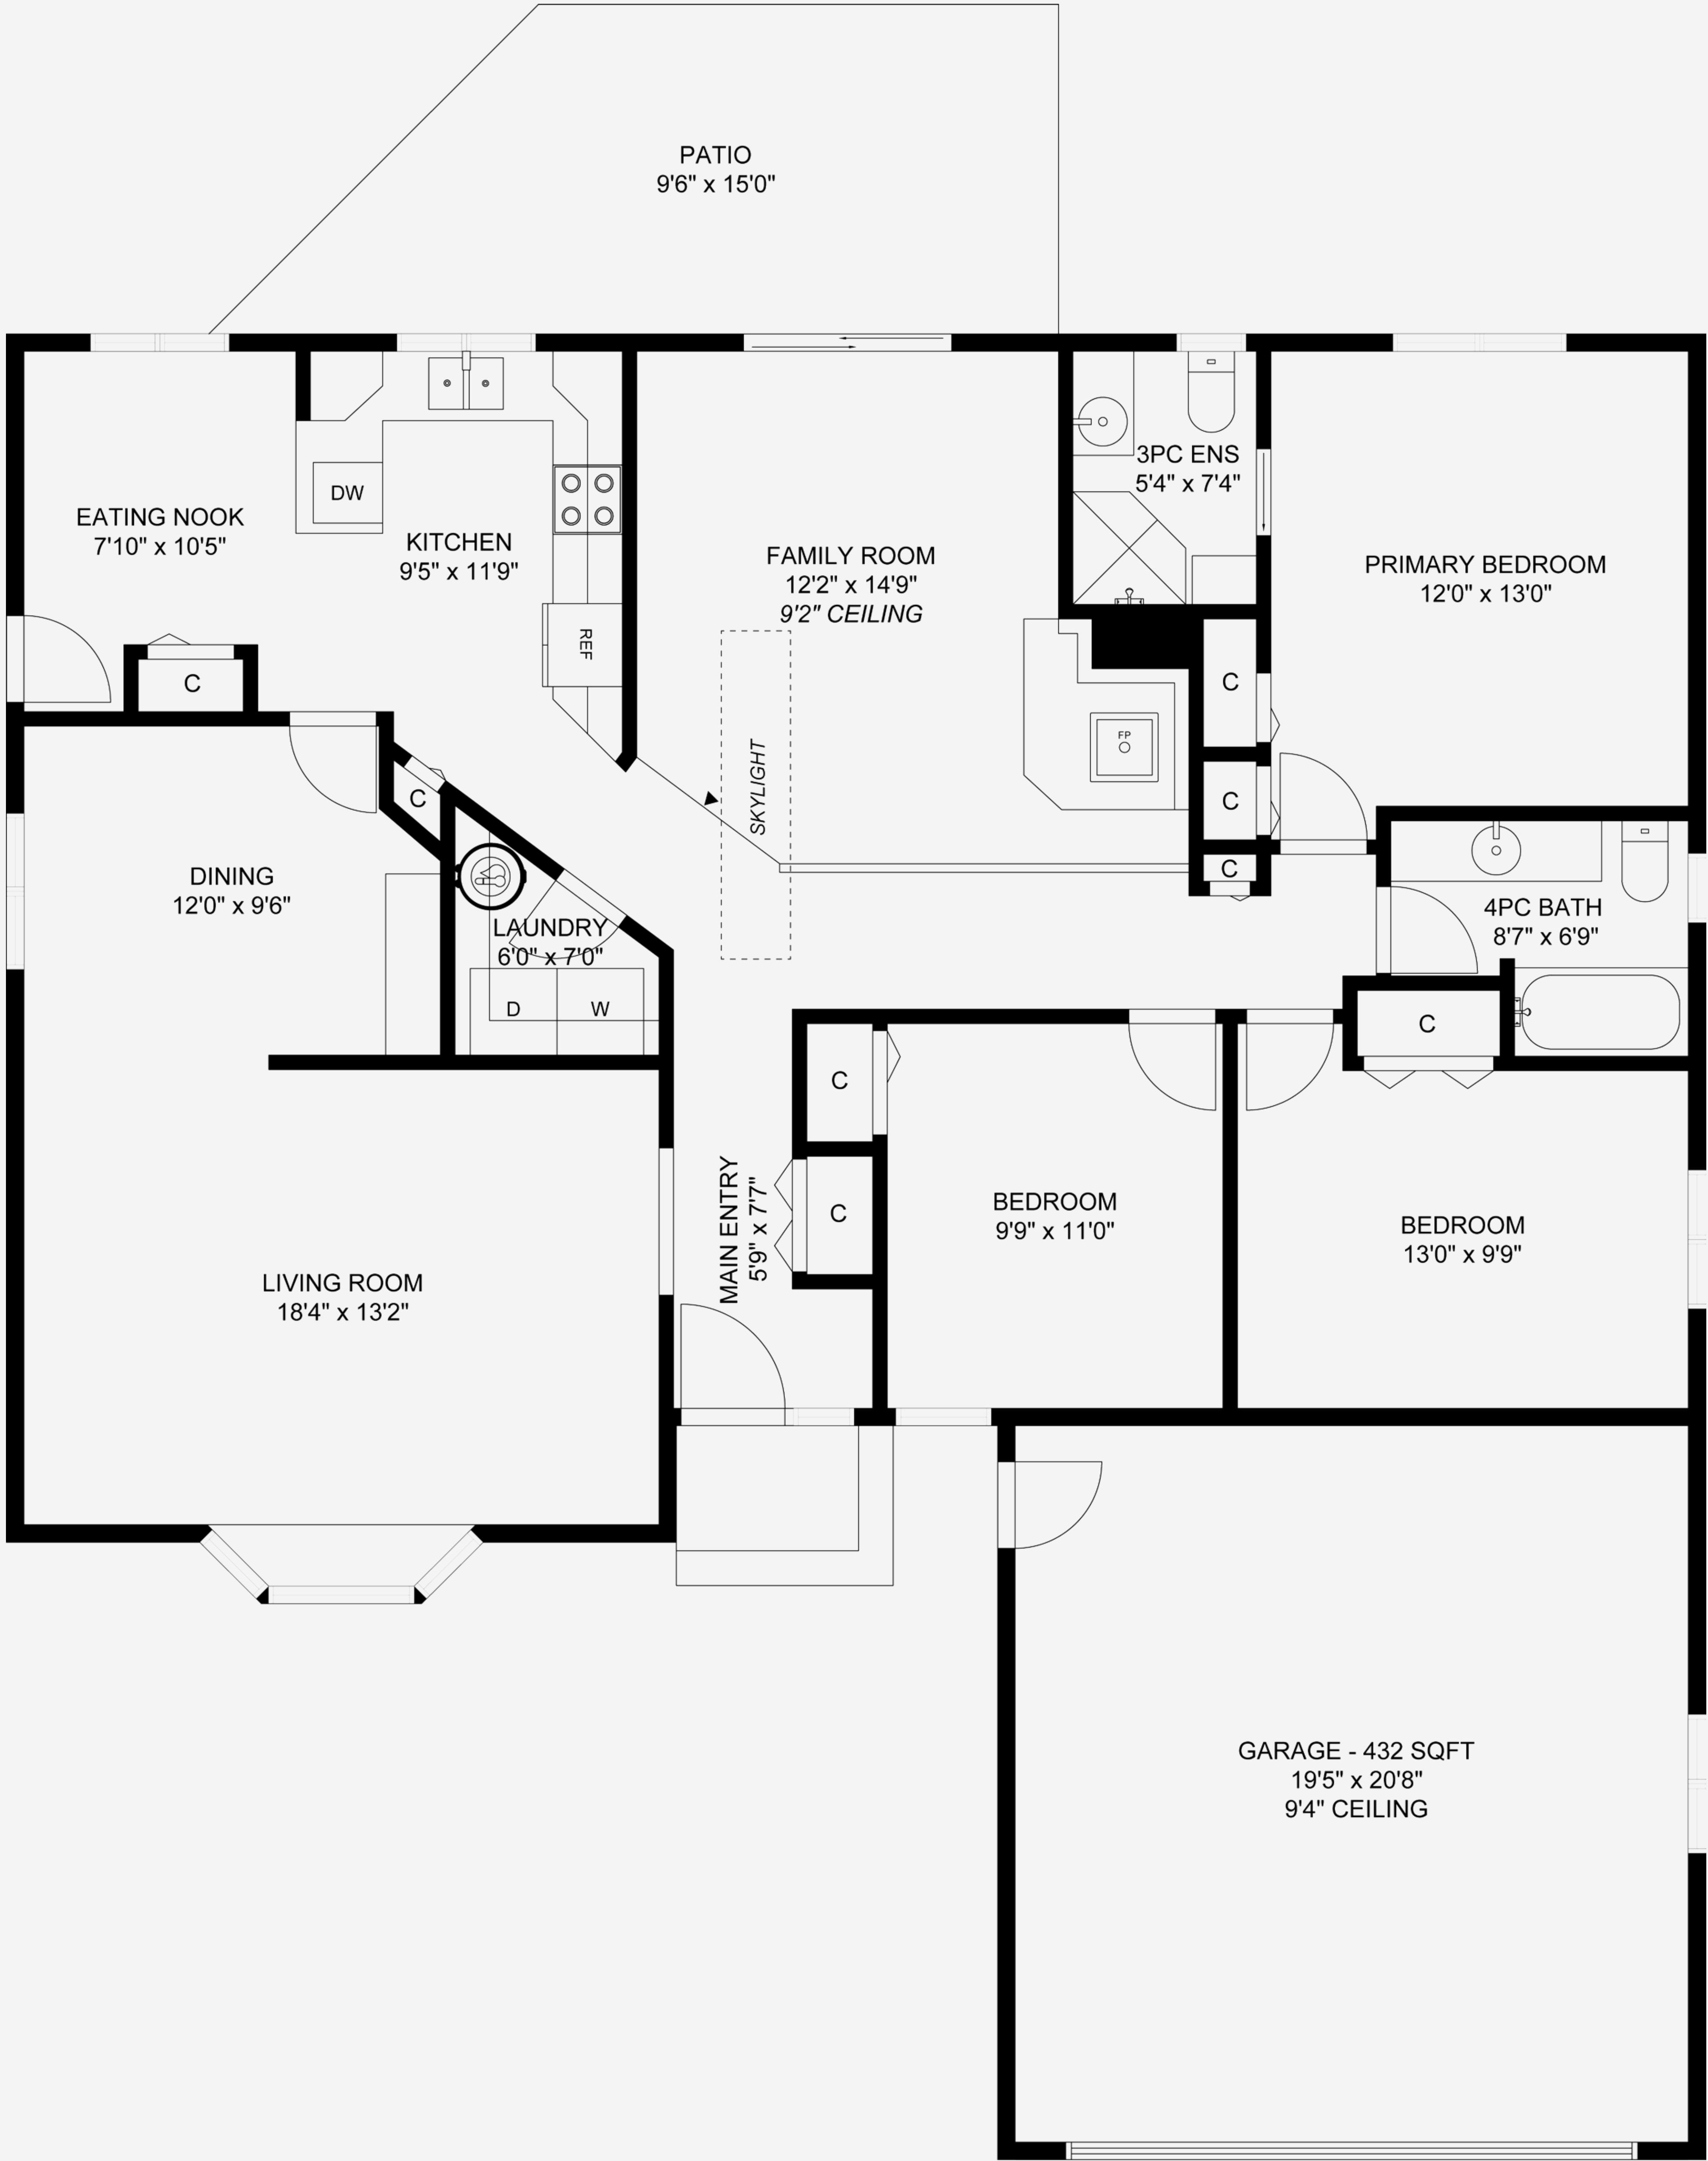 PATIO
9'6" x 15'0"
3PC ENS
5'4" x 7'4"
DW
EATING NOOK
7'10" x 10'5"
KITCHEN
9'5" x 11'9"
FAMILY ROOM
12'2" x 14'9"
9'2" CEILING
PRIMARY BEDROOM
12'0" x 13'0"
REF
C
C
FP
SKYLIGHT
C
C
C
DINING
12'0" x 9'6"
LAUNDRY
6'0" x 7'0"
D
W
4PC BATH
8'7" x 6'9"
C
C
C
MAIN ENTRY
5'9" x 7'7"
BEDROOM
9'9" x 11'0"
BEDROOM
13'0" x 9'9"
LIVING ROOM
18'4" x 13'2"
GARAGE - 432 SQFT
19'5" x 20'8"
9'4" CEILING